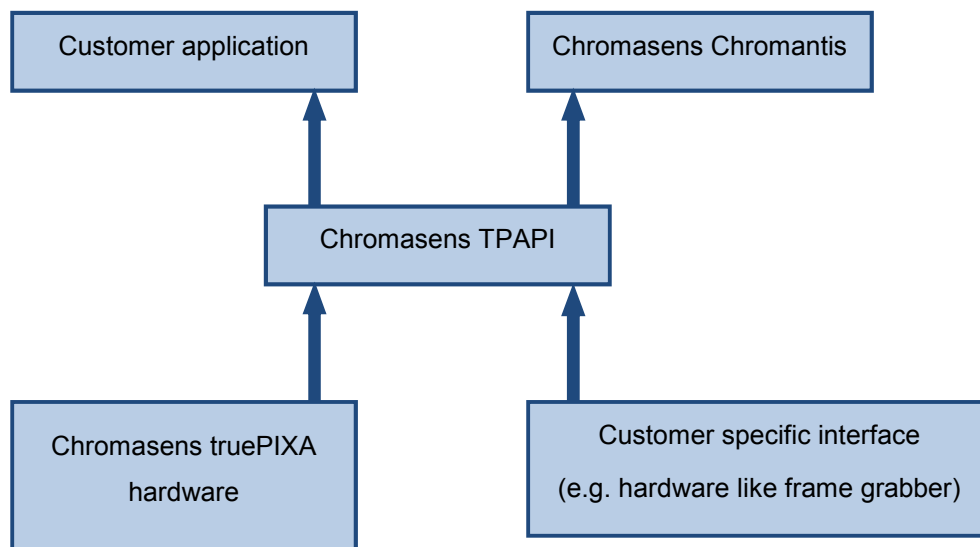 Customer application
Chromasens Chromantis
Chromasens TPAPI
Chromasens truePIXA
hardware
Customer specific interface
(e.g. hardware like frame grabber)